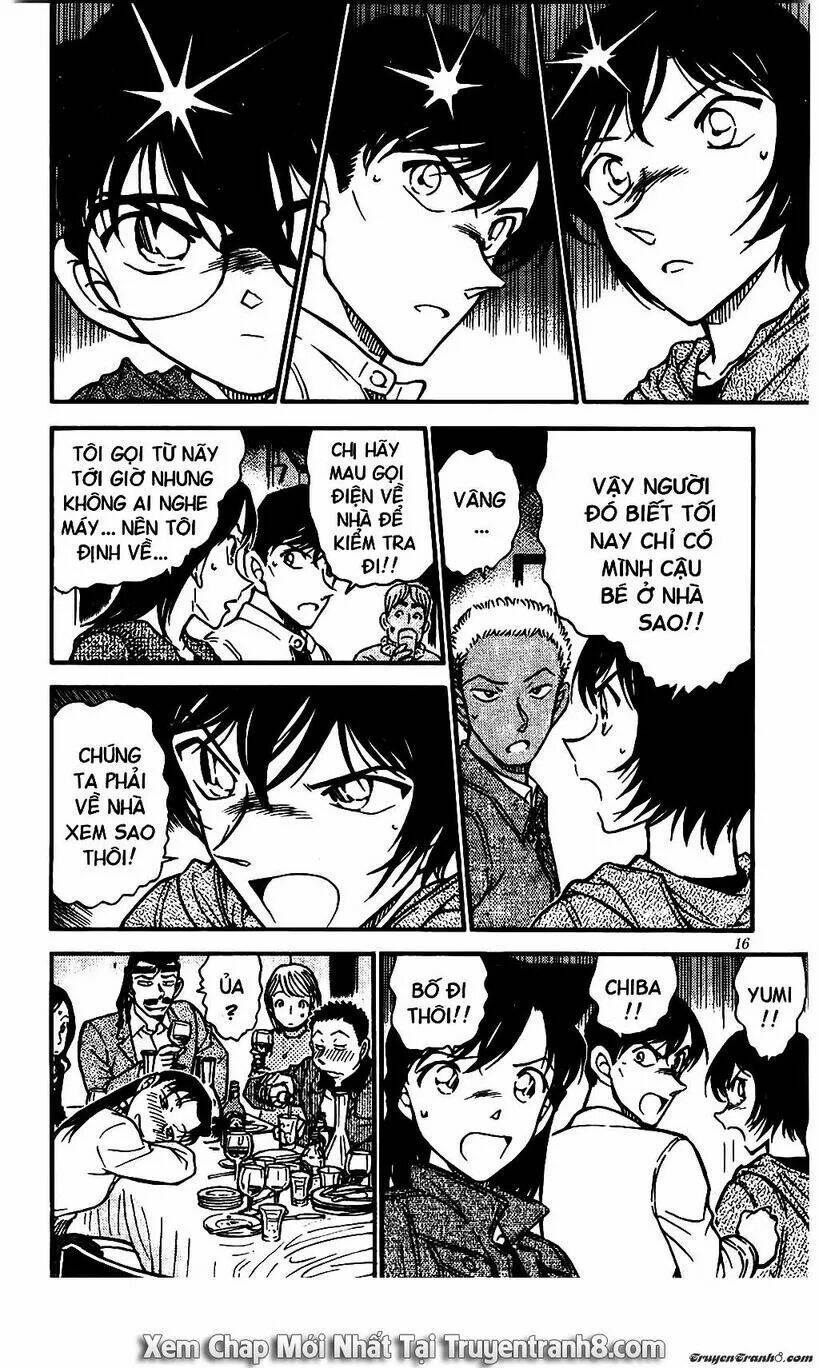 VẬY NGƯỜI
ĐÓ BIẾT TỐI
NAY CHỈ CÓ
MÌNH CẬU
BÉ Ở NHÀ
SAO!!
VÂNG
...
CHỊ HÃY
MAU GỌI
ĐIỆN VỀ
NHÀ ĐỂ
KIỂM TRA
ĐI!!
TÔI GỌI TỪ NÃY
TỚI GIỜ NHƯNG
KHÔNG AI NGHE
MÁY... NÊN TÔI
ĐỊNH VỀ...
CHÚNG
TA PHẢI
VỀ NHÀ
XEM SAO
THÔI!
16
YUMI
!!
CHIBA
!!
BỐ ĐI
THÔI!!
ỦA
?
Xem Chap Mới Nhất Tại Truyentranh8.com
TruyenTranh8.com